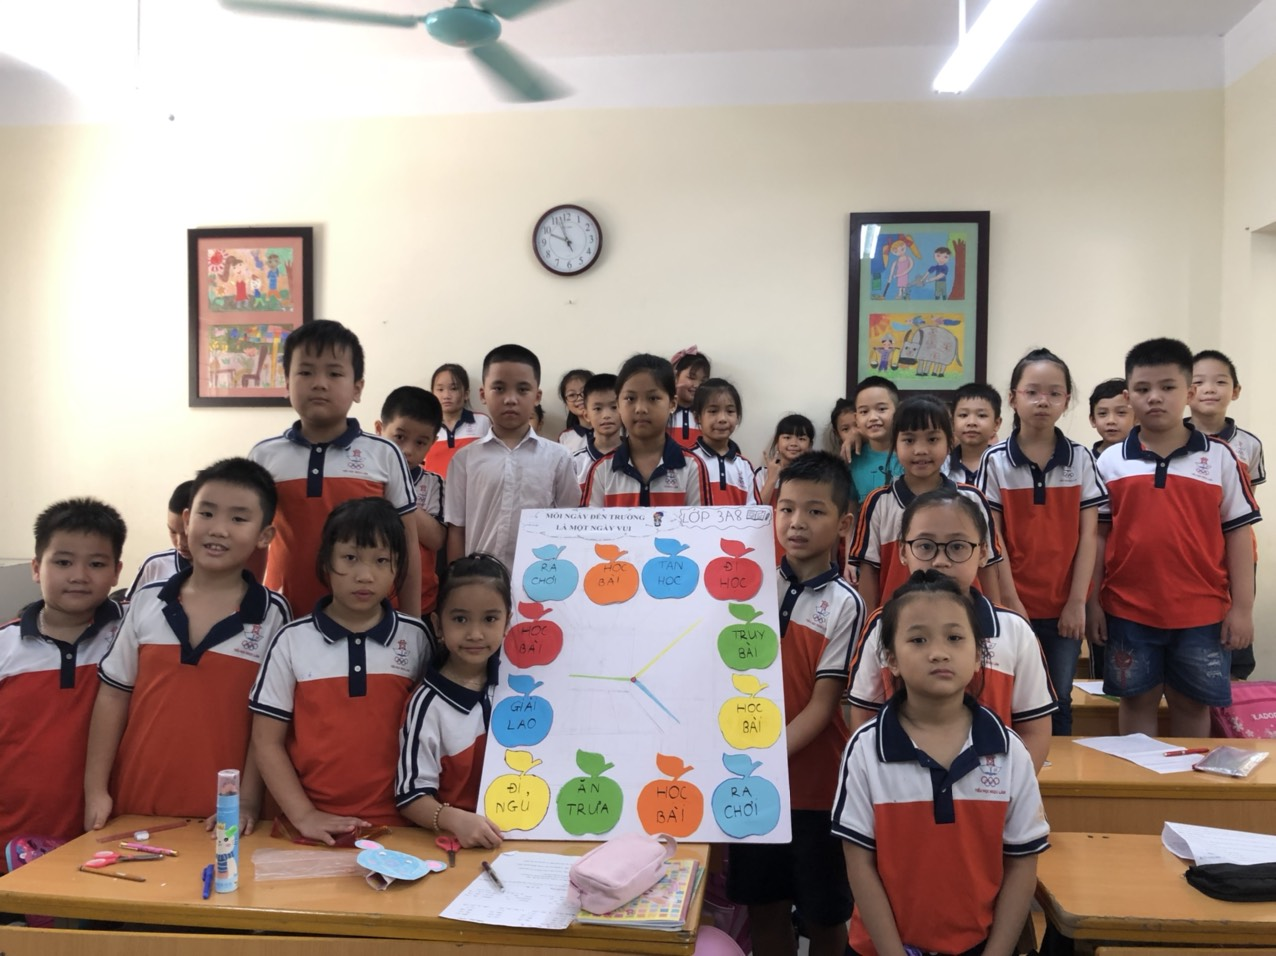 MỖI NGÀY ĐẾN TRƯỜNG
LÀ MỘT NGÀY VUI
LỚP 3A8
RA
CHƠI
HỌC
BÀI
TAN
HỌC
ĐI
HỌC
HỌC
BÀI
TRUY
BÀI
GIẢI
LAO
HỌC
BÀI
ĐI
NGỦ
ĂN
TRƯA
HỌC
BÀI
RA
CHƠI